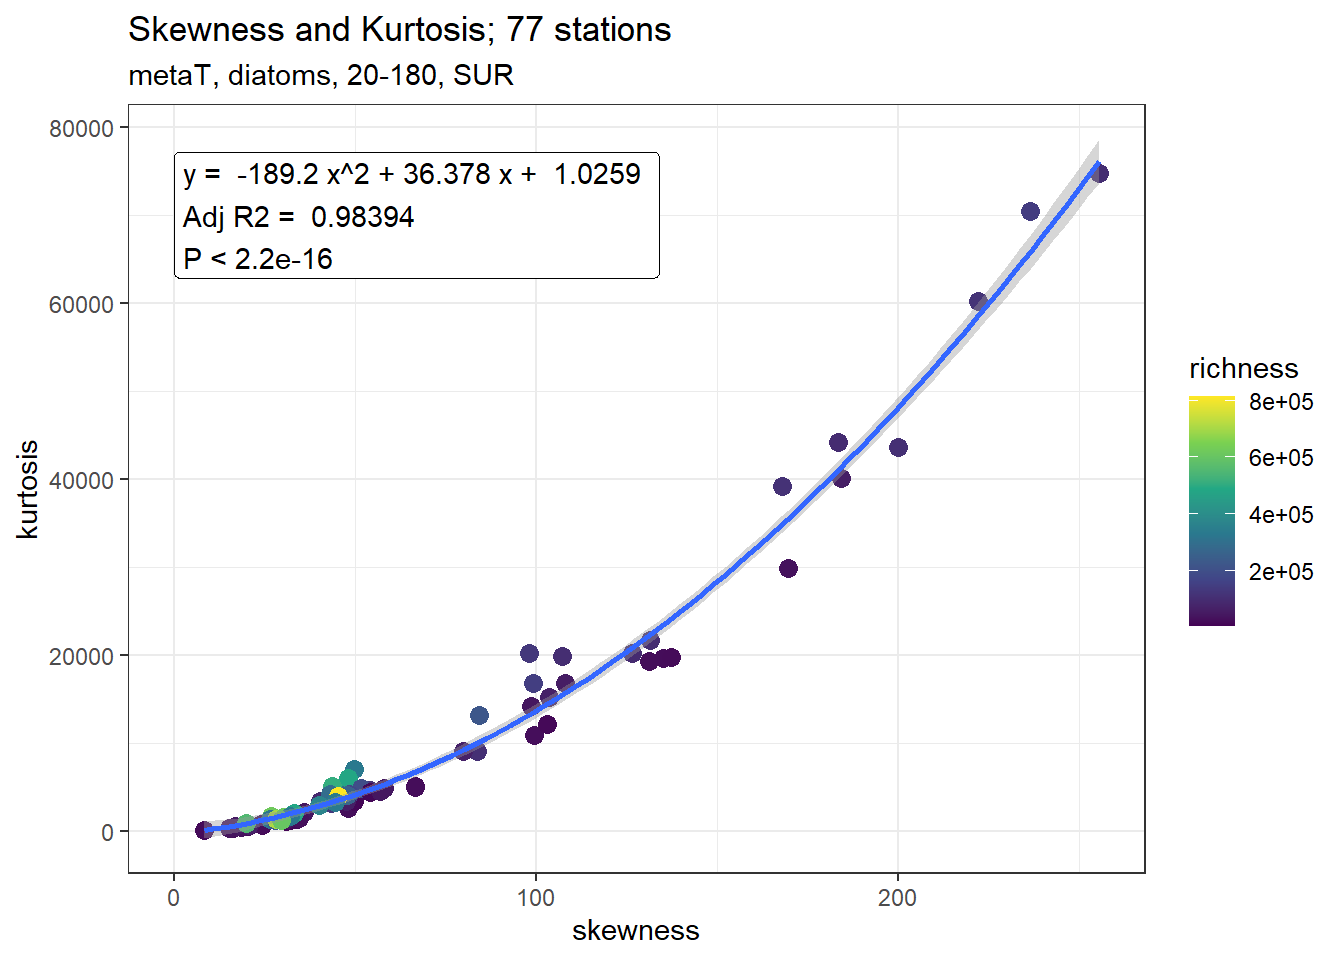 Skewness and Kurtosis; 77 stations
metaT, diatoms, 20-180, SUR
y =  -189.2 x^2 + 36.378 x +  1.0259
Adj R2 =  0.98394
P < 2.2e-16
80000
60000
40000
20000
0
kurtosis
0
100
200
skewness
richness
8e+05
6e+05
4e+05
2e+05